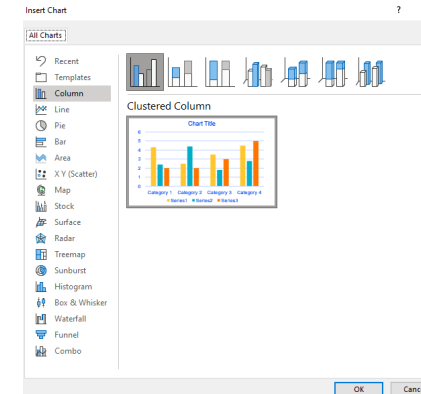 Insert Chart ?
All Charts
Recent
Templates
Column
Line
Pie
Bar
Area
X Y (Scatter)
Map
Stock
Surface
Radar
Treemap
Sunburst
Histogram
Box & Whisker
Waterfall
Funnel
Combo
Clustered Column
Chart Title
6
5
4
3
2
1
0
Category 1 Category 2 Category 3 Category 4
Series1 Series2 Series3
OK Canc